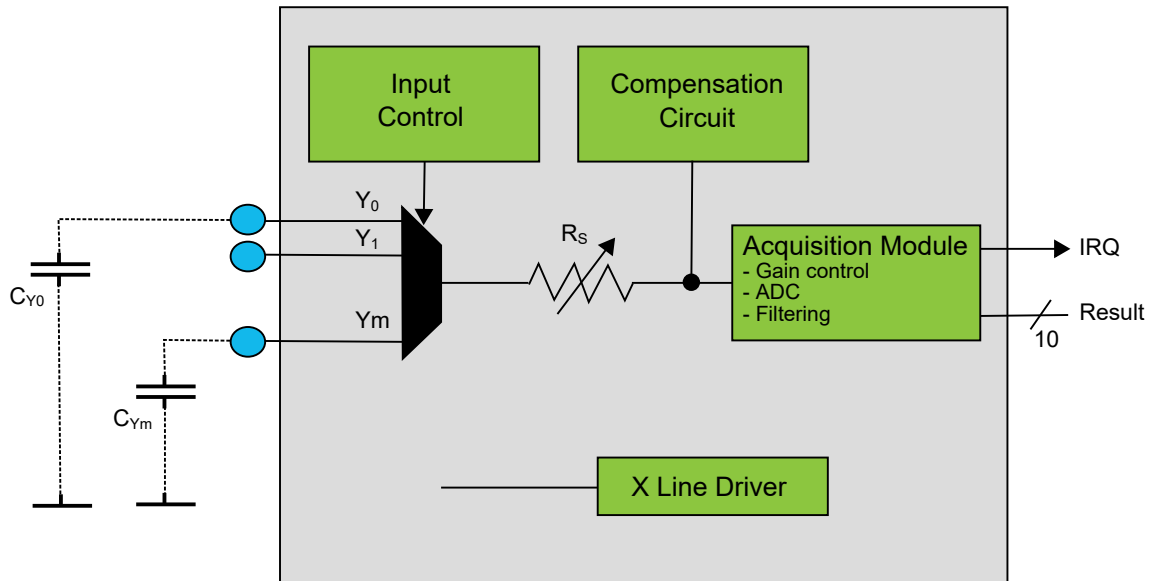 Input
Control
Compensation
Circuit
Y0
Y1
Ym
RS
Acquisition Module
- Gain control
- ADC
- Filtering
IRQ
Result
10
CY0
CYm
X Line Driver